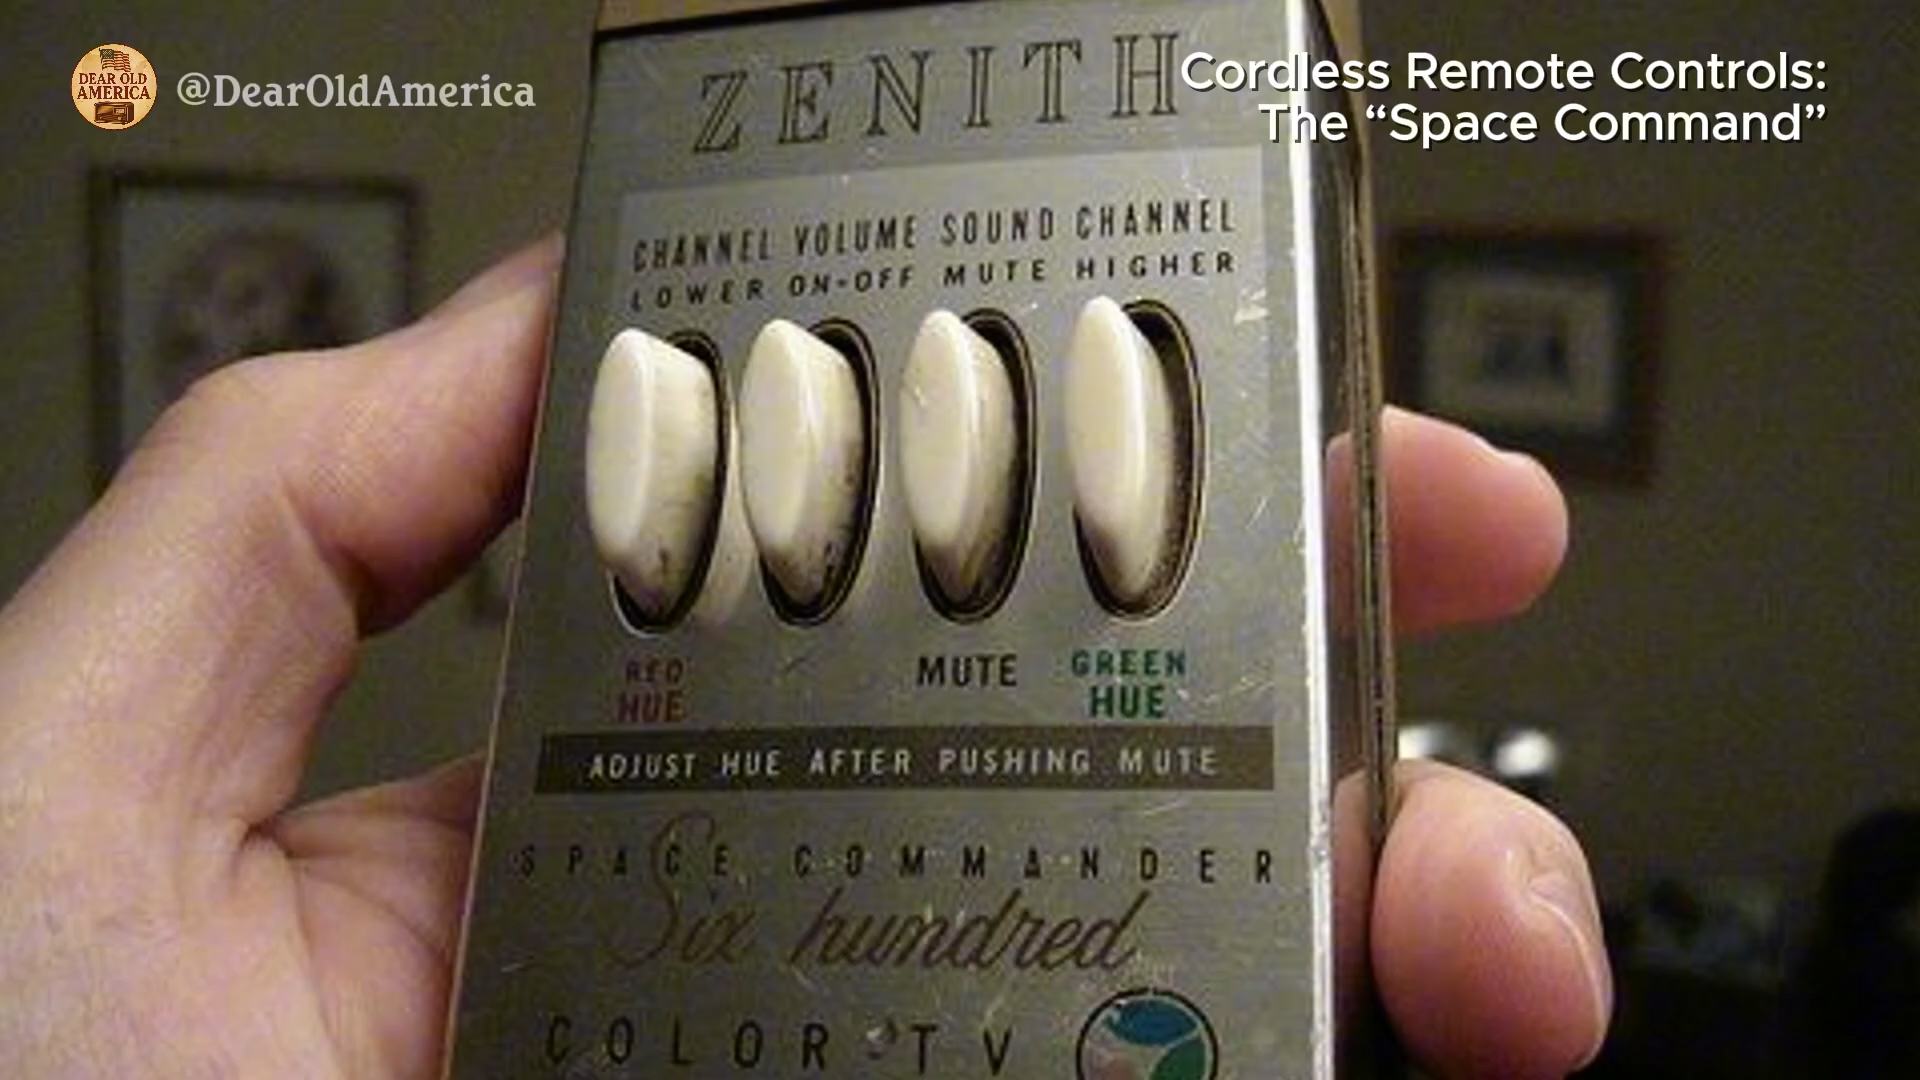 DEAR OLD
AMERICA
@DearOldAmerica
Cordless Remote Controls:
The “Space Command”
ZENITH
CHANNEL VOLUME SOUND CHANNEL
LOWER ON-OFF MUTE HIGHER
RED
HUE
MUTE
GREEN
HUE
ADJUST HUE AFTER PUSHING MUTE
SPACE COMMANDER
Six hundred
COLOR TV